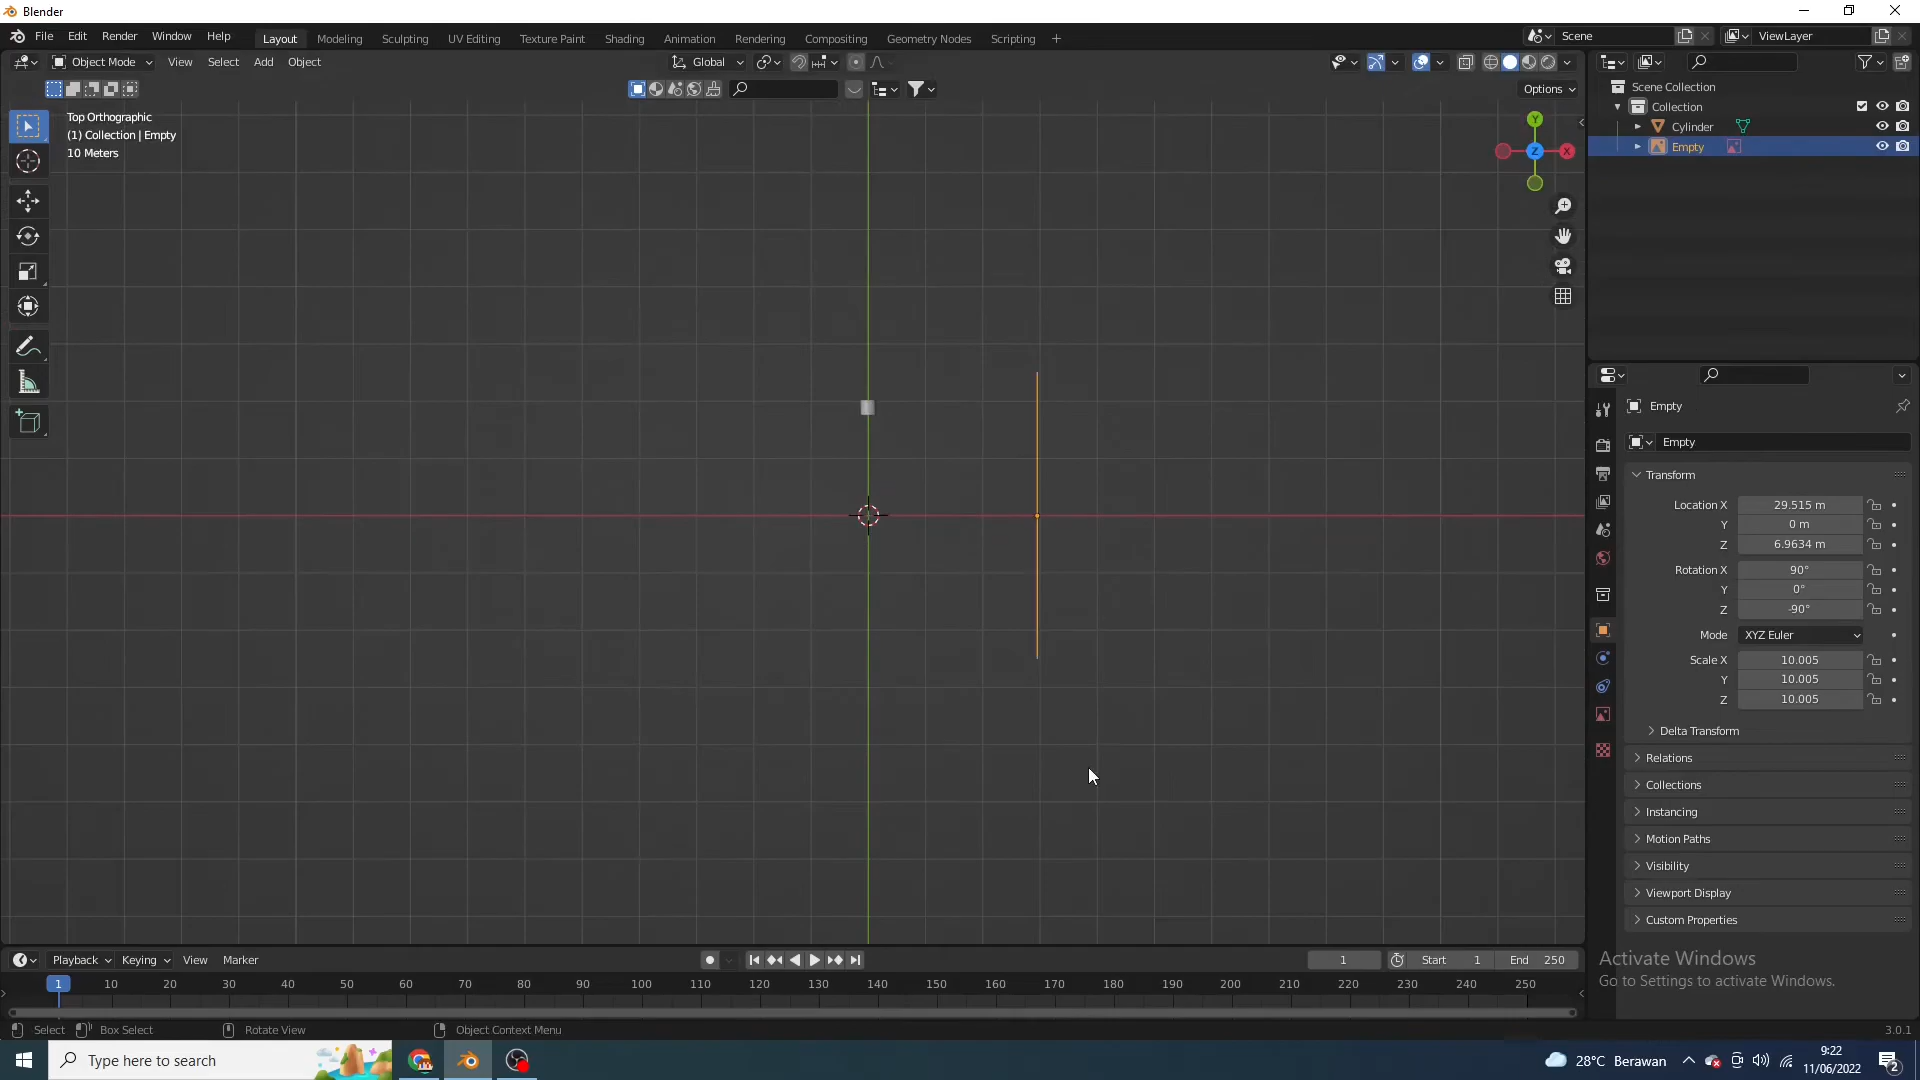 Blender
File Edit Render Window Help
Layout Modeling Sculpting UV Editing Texture Paint Shading Animation Rendering Compositing Geometry Nodes Scripting +
Scene
ViewLayer
Object Mode View Select Add Object
Global
Options
Top Orthographic
(1) Collection | Empty
10 Meters
Y
Z
X
Scene Collection
Collection
Cylinder
Empty
Empty
Empty
Transform
Location X 29.515 m
Y 0 m
Z 6.9634 m
Rotation X 90°
Y 0°
Z -90°
Mode XYZ Euler
Scale X 10.005
Y 10.005
Z 10.005
Delta Transform
Relations
Collections
Instancing
Motion Paths
Visibility
Viewport Display
Custom Properties
Activate Windows
Go to Settings to activate Windows.
Playback Keying View Marker
1
Start 1
End 250
1 10 20 30 40 50 60 70 80 90 100 110 120 130 140 150 160 170 180 190 200 210 220 230 240 250
Select Box Select Rotate View Object Context Menu
3.0.1
Type here to search
28°C Berawan
9:22
11/06/2022
2